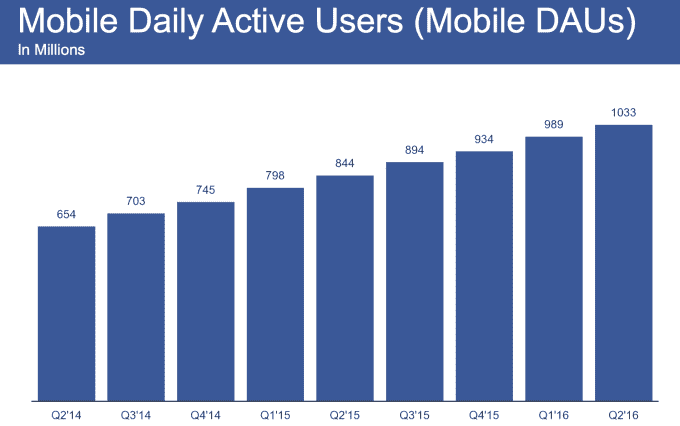 Mobile Daily Active Users (Mobile DAUs)
In Millions
654 703 745 798 844 894 934 989 1033
Q2'14 Q3'14 Q4'14 Q1'15 Q2'15 Q3'15 Q4'15 Q1'16 Q2'16